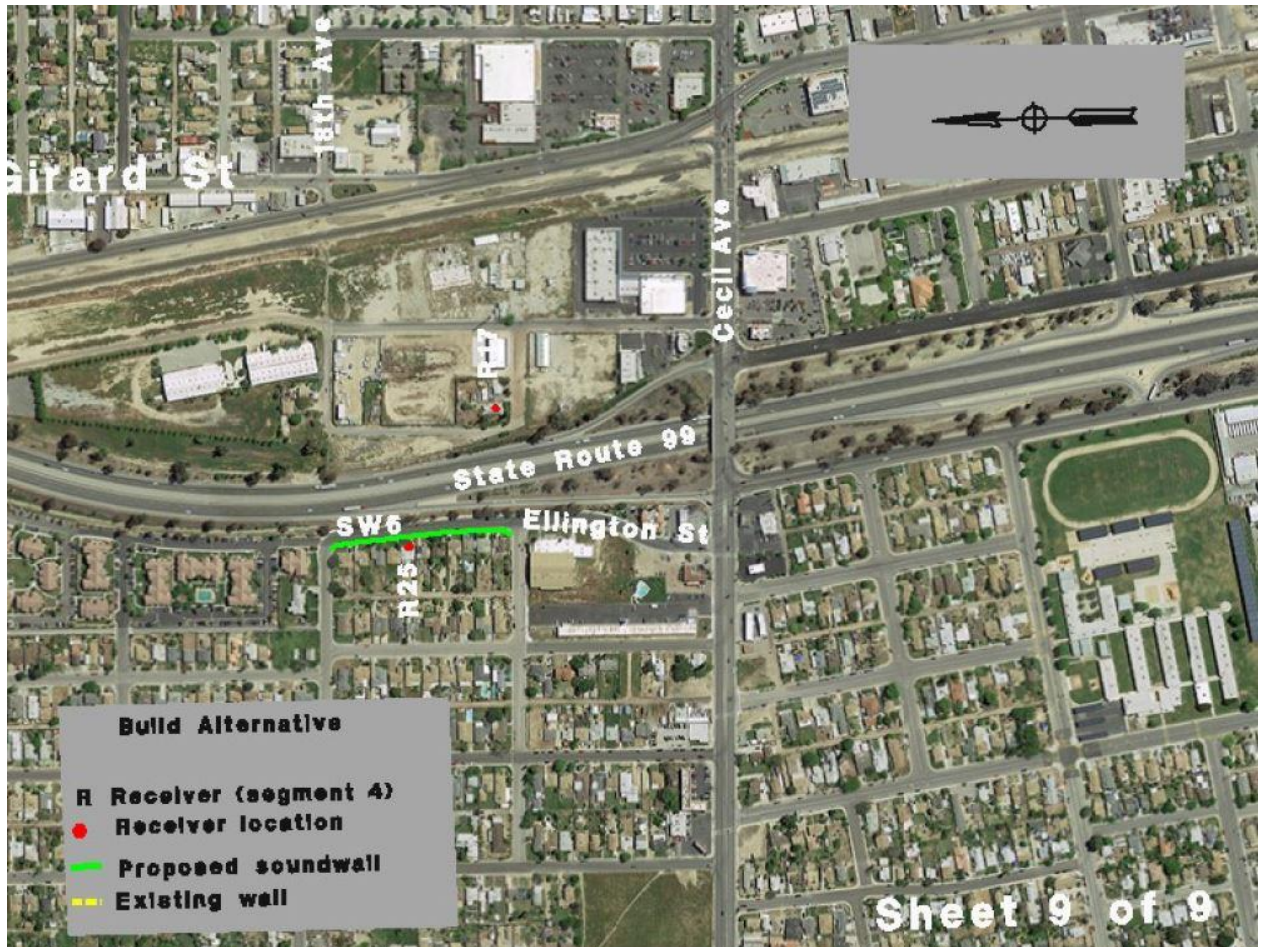 18th Ave
Girard St
Cecil Ave
R17
State Route 99
SW6
Ellington St
R25
Build Alternative
R Receiver (segment 4)
Receiver location
Proposed soundwall
Existing wall
Sheet 9 of 9